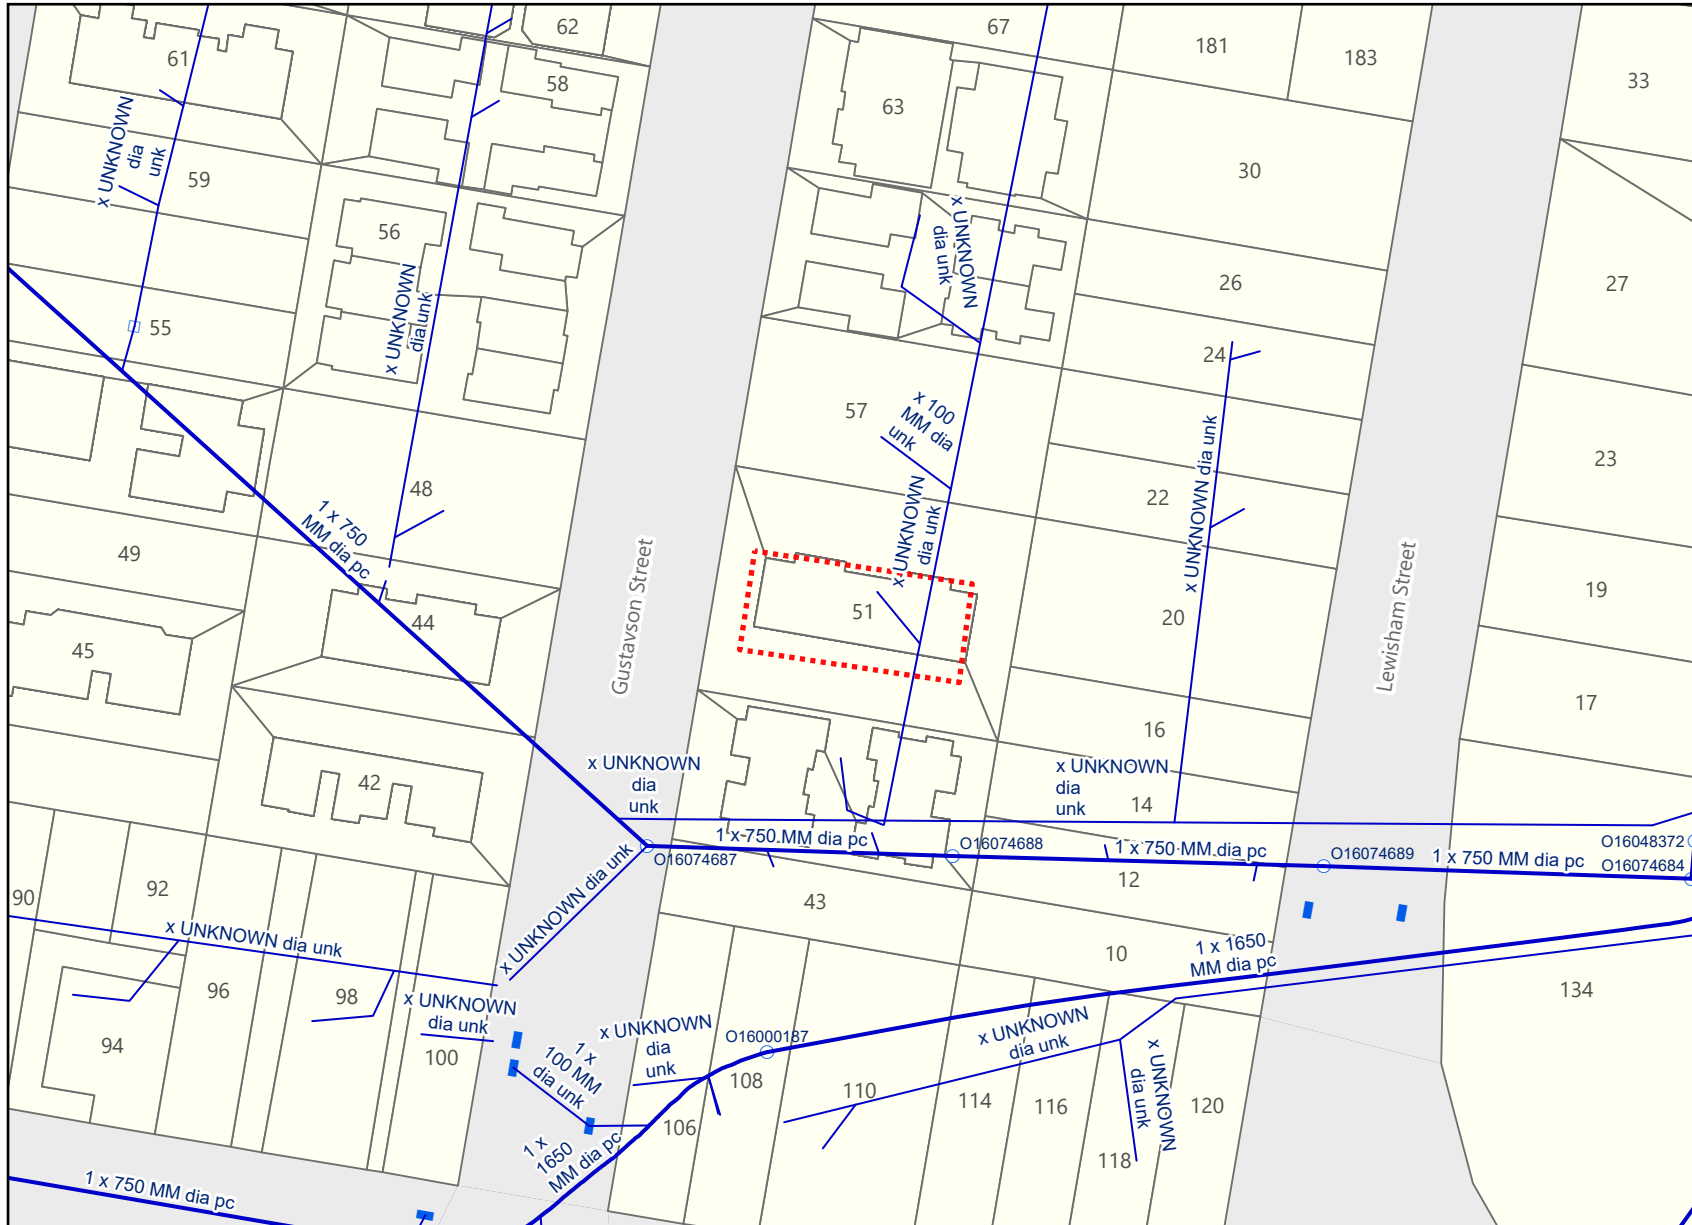 62
67
181
183
61
58
33
63
x UNKNOWN
dia
unk
59
30
56
x UNKNOWN
dia unk
x UNKNOWN
dia unk
26
27
55
24
57
x 100
MM dia
unk
23
48
22
x UNKNOWN dia unk
1 x 750
MM dia pc
x UNKNOWN
dia unk
49
Gustavson Street
Lewisham Street
19
51
44
20
45
17
16
42
x UNKNOWN
dia
unk
x UNKNOWN
dia
unk
14
1 x 750 MM dia pc
O16074687
O16074688
1 x 750 MM dia pc
O16074689
1 x 750 MM dia pc
O16048372
O16074684
12
92
90
43
x UNKNOWN dia unk
x UNKNOWN dia unk
10
1 x 1650
MM dia pc
96
98
134
x UNKNOWN
dia unk
x UNKNOWN
dia
unk
O16000187
x UNKNOWN
dia unk
94
100
1 x
100 MM
dia unk
108
110
114
116
x UNKNOWN
dia unk
120
106
118
1 x
1650
MM dia pc
1 x 750 MM dia pc